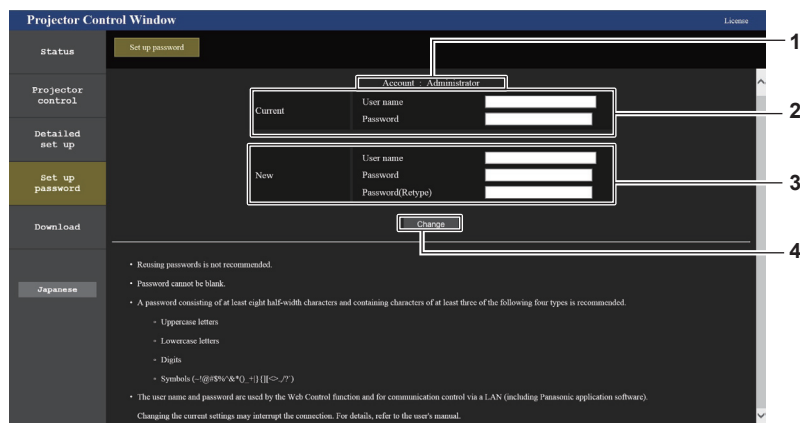 Projector Control Window
License
Status
Set up password
1
Projector
control
Account : Administrator
Current
User name
Password
2
Detailed
set up
Set up
password
New
User name
Password
Password(Retype)
3
Download
Change
4
Japanese
• Reusing passwords is not recommended.
• Password cannot be blank.
• A password consisting of at least eight half-width characters and containing characters of at least three of the following four types is recommended.
- Uppercase letters
- Lowercase letters
- Digits
- Symbols (~!@#$%^&*()_+|}{][<>.,/?`)
• The user name and password are used by the Web Control function and for communication control via a LAN (including Panasonic application software).
Changing the current settings may interrupt the connection. For details, refer to the user's manual.